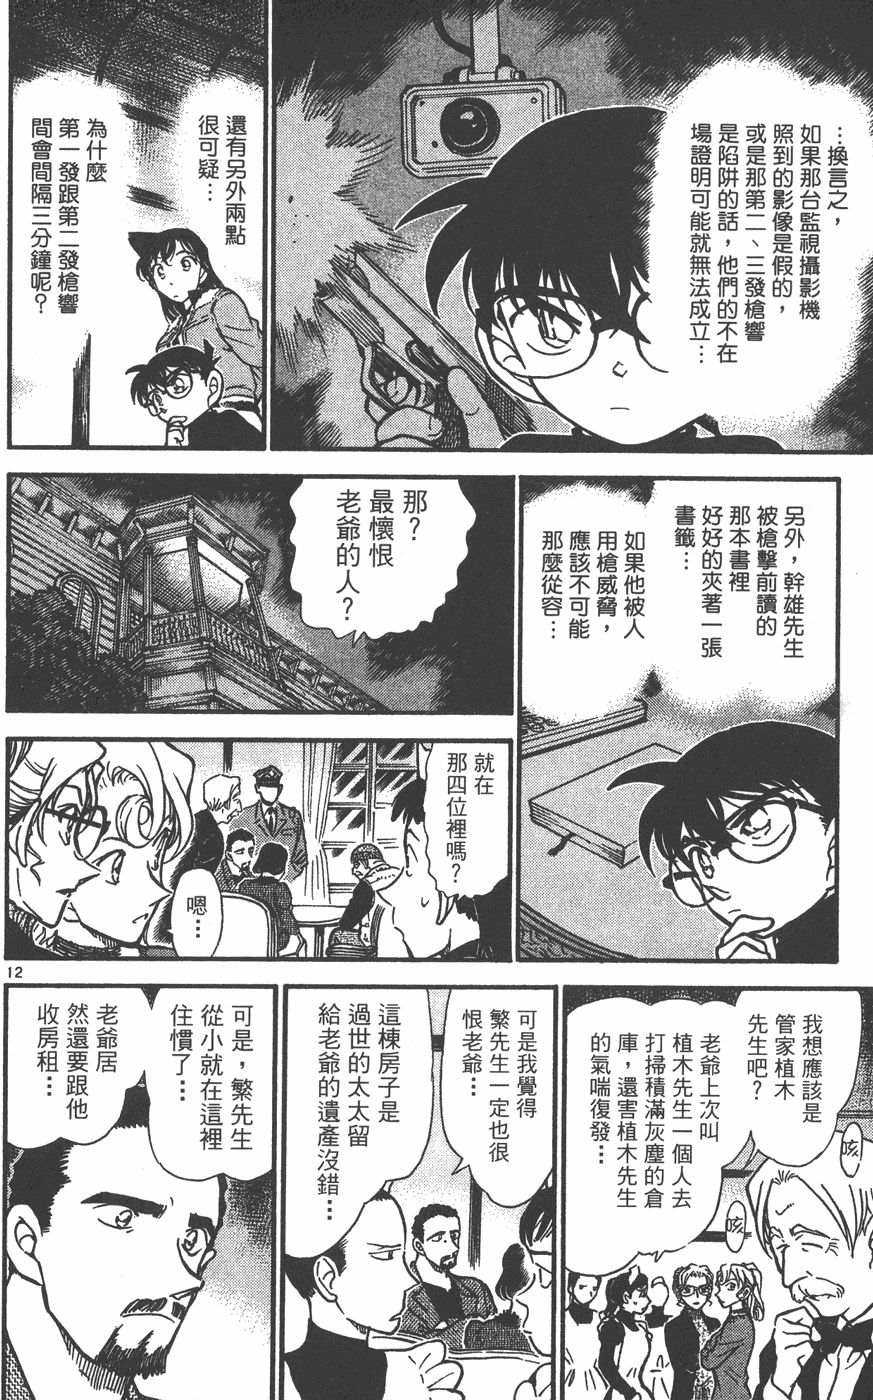 …換言之，
如果那台監視攝影機
照到的影像是假的，
或是那第二、三發槍響
是陷阱的話，他們的不在
場證明可能就無法成立…
還有另外兩點
很可疑…
為什麼
第一發跟第二發槍響
間會間隔三分鐘呢？
另外，幹雄先生
被槍擊前讀的
那本書裡
好好的夾著一張
書籤…
如果他被人
用槍威脅，
應該不可能
那麼從容…
那？
最懷恨
老爺的人？
就在
那四位裡嗎？
嗯…
12
我想應該是
管家植木
先生吧？
咳
咳
老爺上次叫
植木先生一個人去
打掃積滿灰塵的倉
庫，還害植木先生
的氣喘復發…
可是我覺得
繁先生一定也很
恨老爺…
這棟房子是
過世的太太留
給老爺的遺產沒錯…
可是，繁先生
從小就在這裡
住慣了…
老爺居
然還要跟他
收房租…